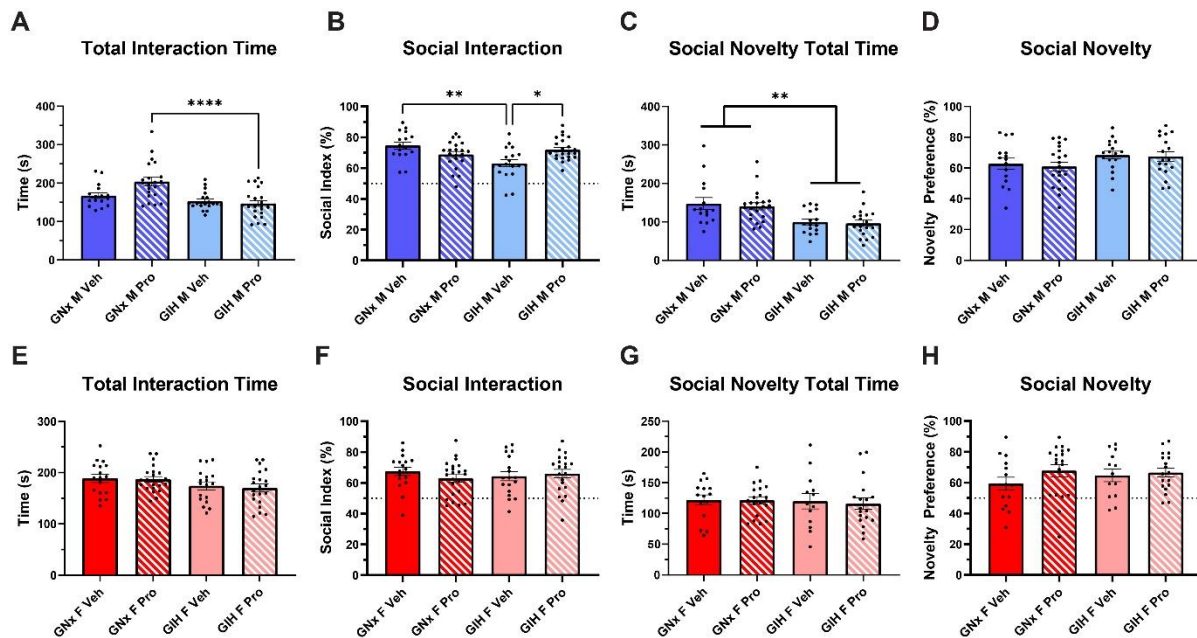 A
Total Interaction Time
Time (s)
400
300
200
100
0
****
GNx M Veh
GNx M Pro
GIH M Veh
GIH M Pro
B
Social Interaction
Social Index (%)
100
80
60
40
20
0
**
*
GNx M Veh
GNx M Pro
GIH M Veh
GIH M Pro
C
Social Novelty Total Time
Time (s)
400
300
200
100
0
**
GNx M Veh
GNx M Pro
GIH M Veh
GIH M Pro
D
Social Novelty
Novelty Preference (%)
100
80
60
40
20
0
GNx M Veh
GNx M Pro
GIH M Veh
GIH M Pro
E
Total Interaction Time
Time (s)
300
200
100
0
GNx F Veh
GNx F Pro
GIH F Veh
GIH F Pro
F
Social Interaction
Social Index (%)
100
80
60
40
20
0
GNx F Veh
GNx F Pro
GIH F Veh
GIH F Pro
G
Social Novelty Total Time
Time (s)
250
200
150
100
50
0
GNx F Veh
GNx F Pro
GIH F Veh
GIH F Pro
H
Social Novelty
Novelty Preference (%)
100
80
60
40
20
0
GNx F Veh
GNx F Pro
GIH F Veh
GIH F Pro